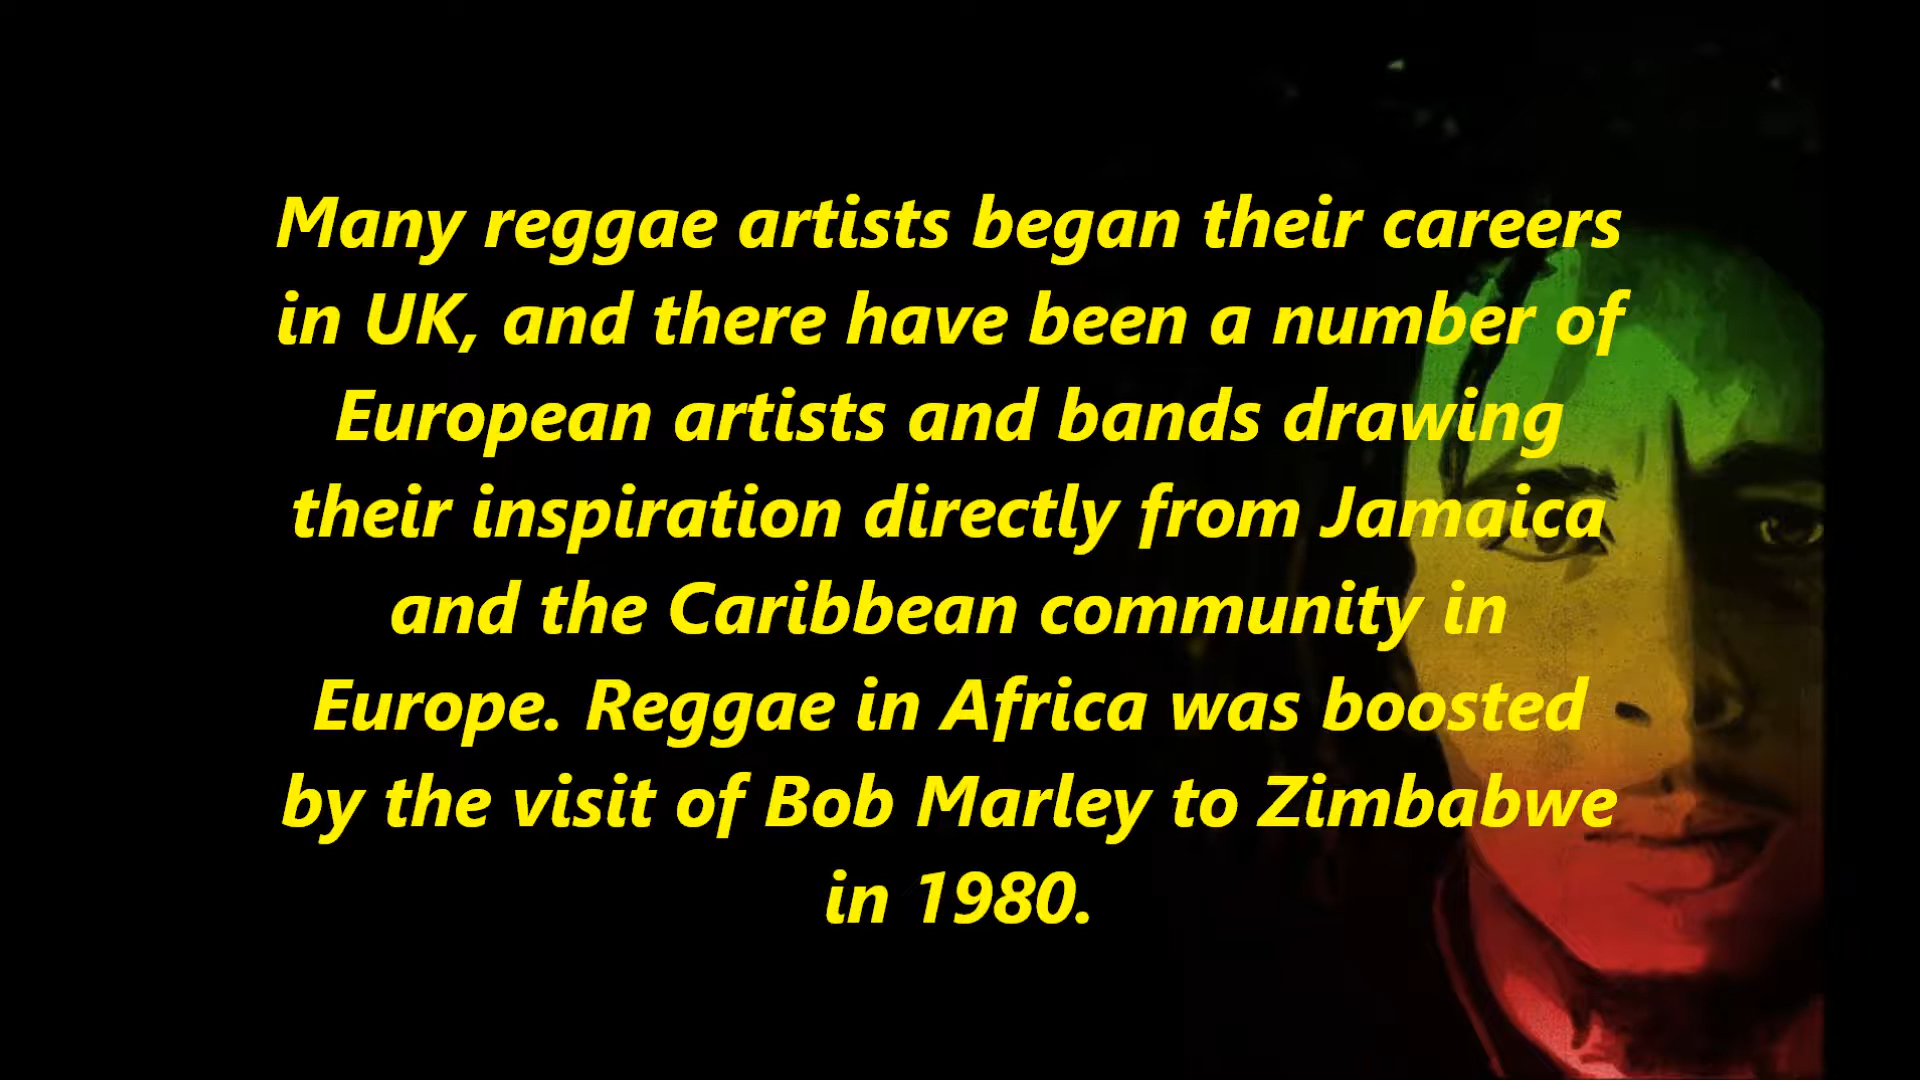 Many reggae artists began their careers
in UK, and there have been a number of
European artists and bands drawing
their inspiration directly from Jamaica
and the Caribbean community in
Europe. Reggae in Africa was boosted
by the visit of Bob Marley to Zimbabwe
in 1980.